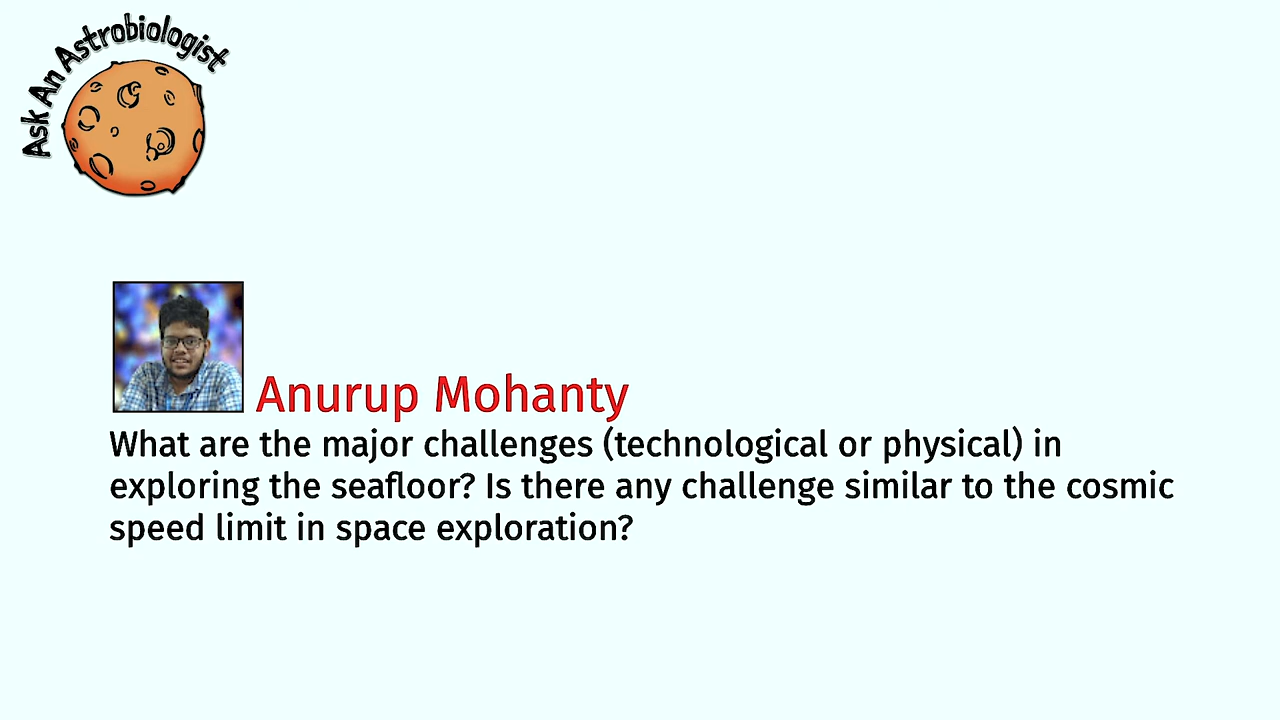 Ask An Astrobiologist
Anurup Mohanty
What are the major challenges (technological or physical) in
exploring the seafloor? Is there any challenge similar to the cosmic
speed limit in space exploration?